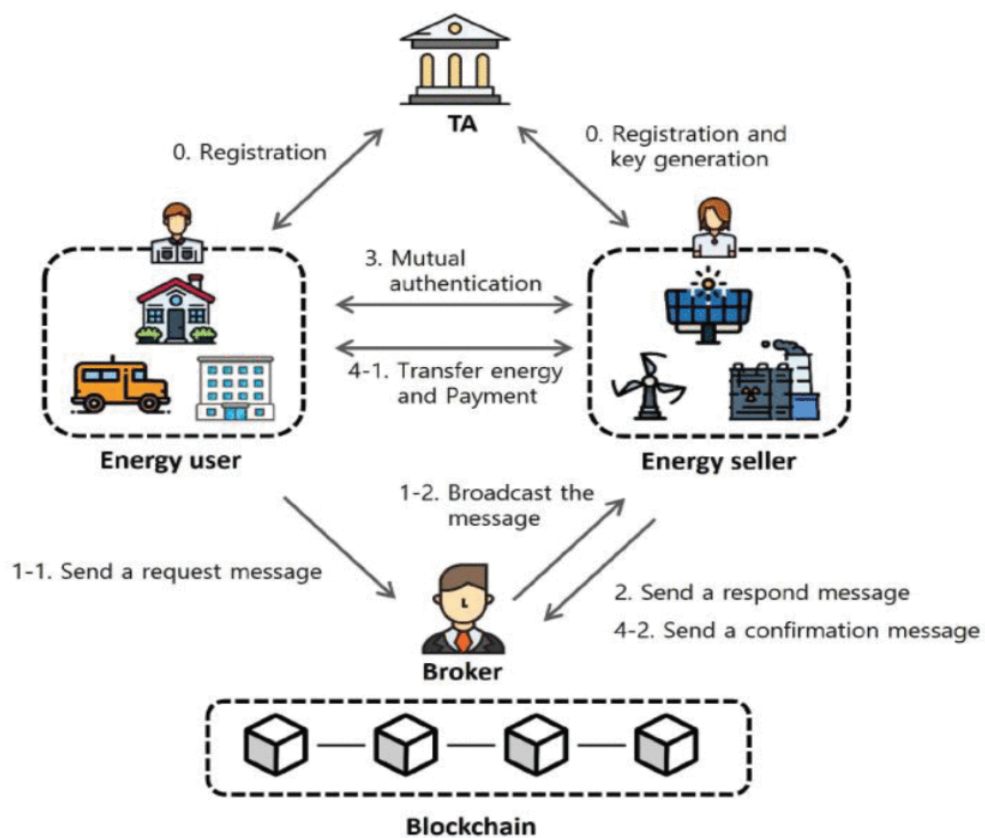 TA
0. Registration
0. Registration and
key generation
3. Mutual
authentication
4-1. Transfer energy
and Payment
Energy user
Energy seller
1-2. Broadcast the
message
1-1. Send a request message
2. Send a respond message
4-2. Send a confirmation message
Broker
Blockchain